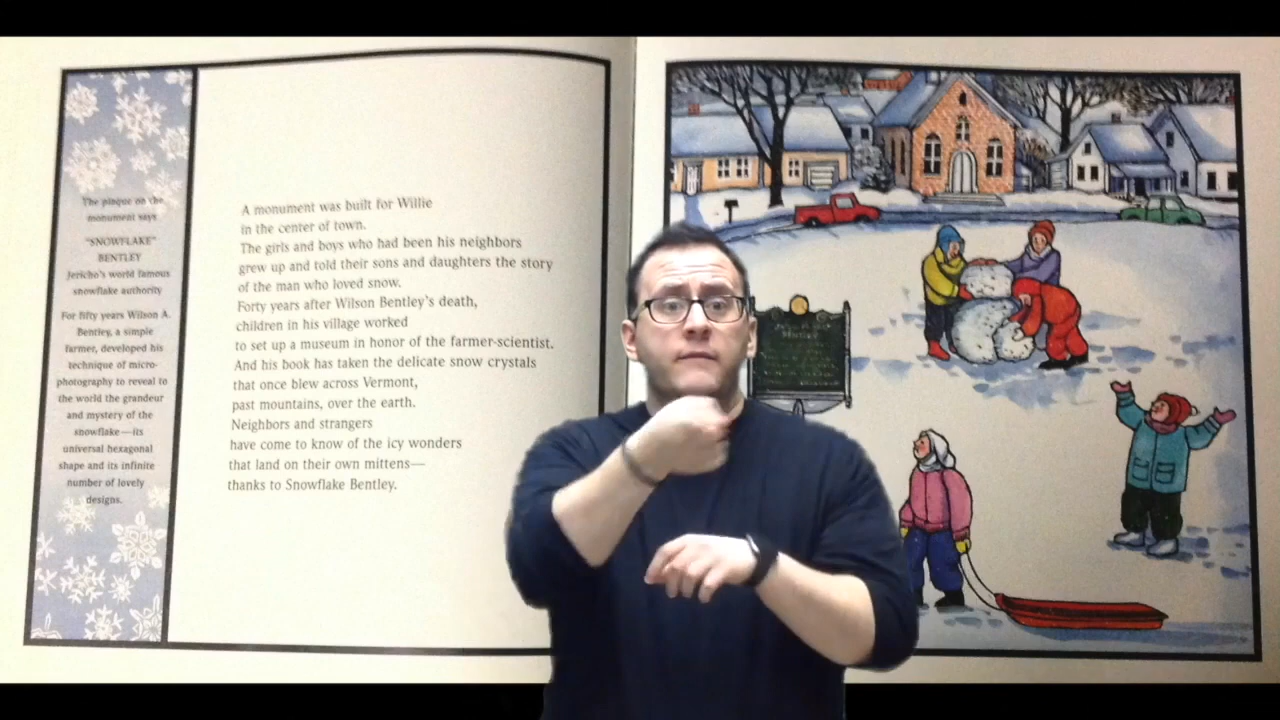 The plaque on the
monument says
"SNOWFLAKE"
BENTLEY
Jericho's world famous
snowflake authority
For fifty years Wilson A.
Bentley, a simple
farmer, developed his
technique of micro-
photography to reveal to
the world the grandeur
and mystery of the
snowflake—its
universal hexagonal
shape and its infinite
number of lovely
designs.
A monument was built for Willie
in the center of town.
The girls and boys who had been his neighbors
grew up and told their sons and daughters the story
of the man who loved snow.
Forty years after Wilson Bentley's death,
children in his village worked
to set up a museum in honor of the farmer-scientist.
And his book has taken the delicate snow crystals
that once blew across Vermont,
past mountains, over the earth.
Neighbors and strangers
have come to know of the icy wonders
that land on their own mittens—
thanks to Snowflake Bentley.